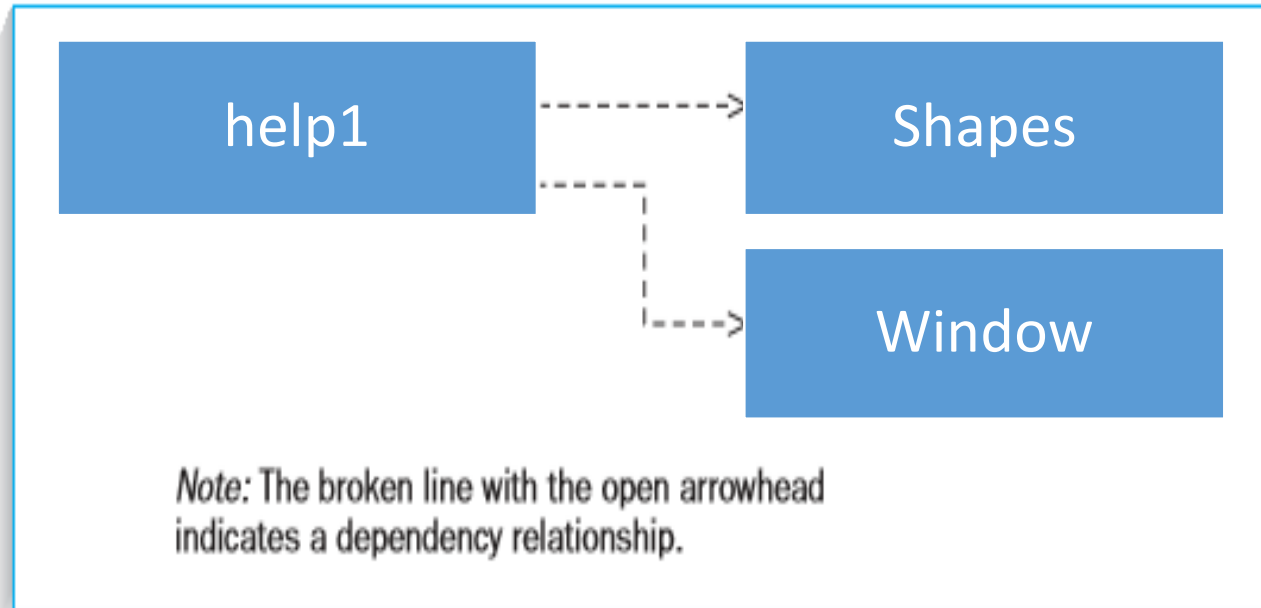 help1
Shapes
Window
Note: The broken line with the open arrowhead
indicates a dependency relationship.